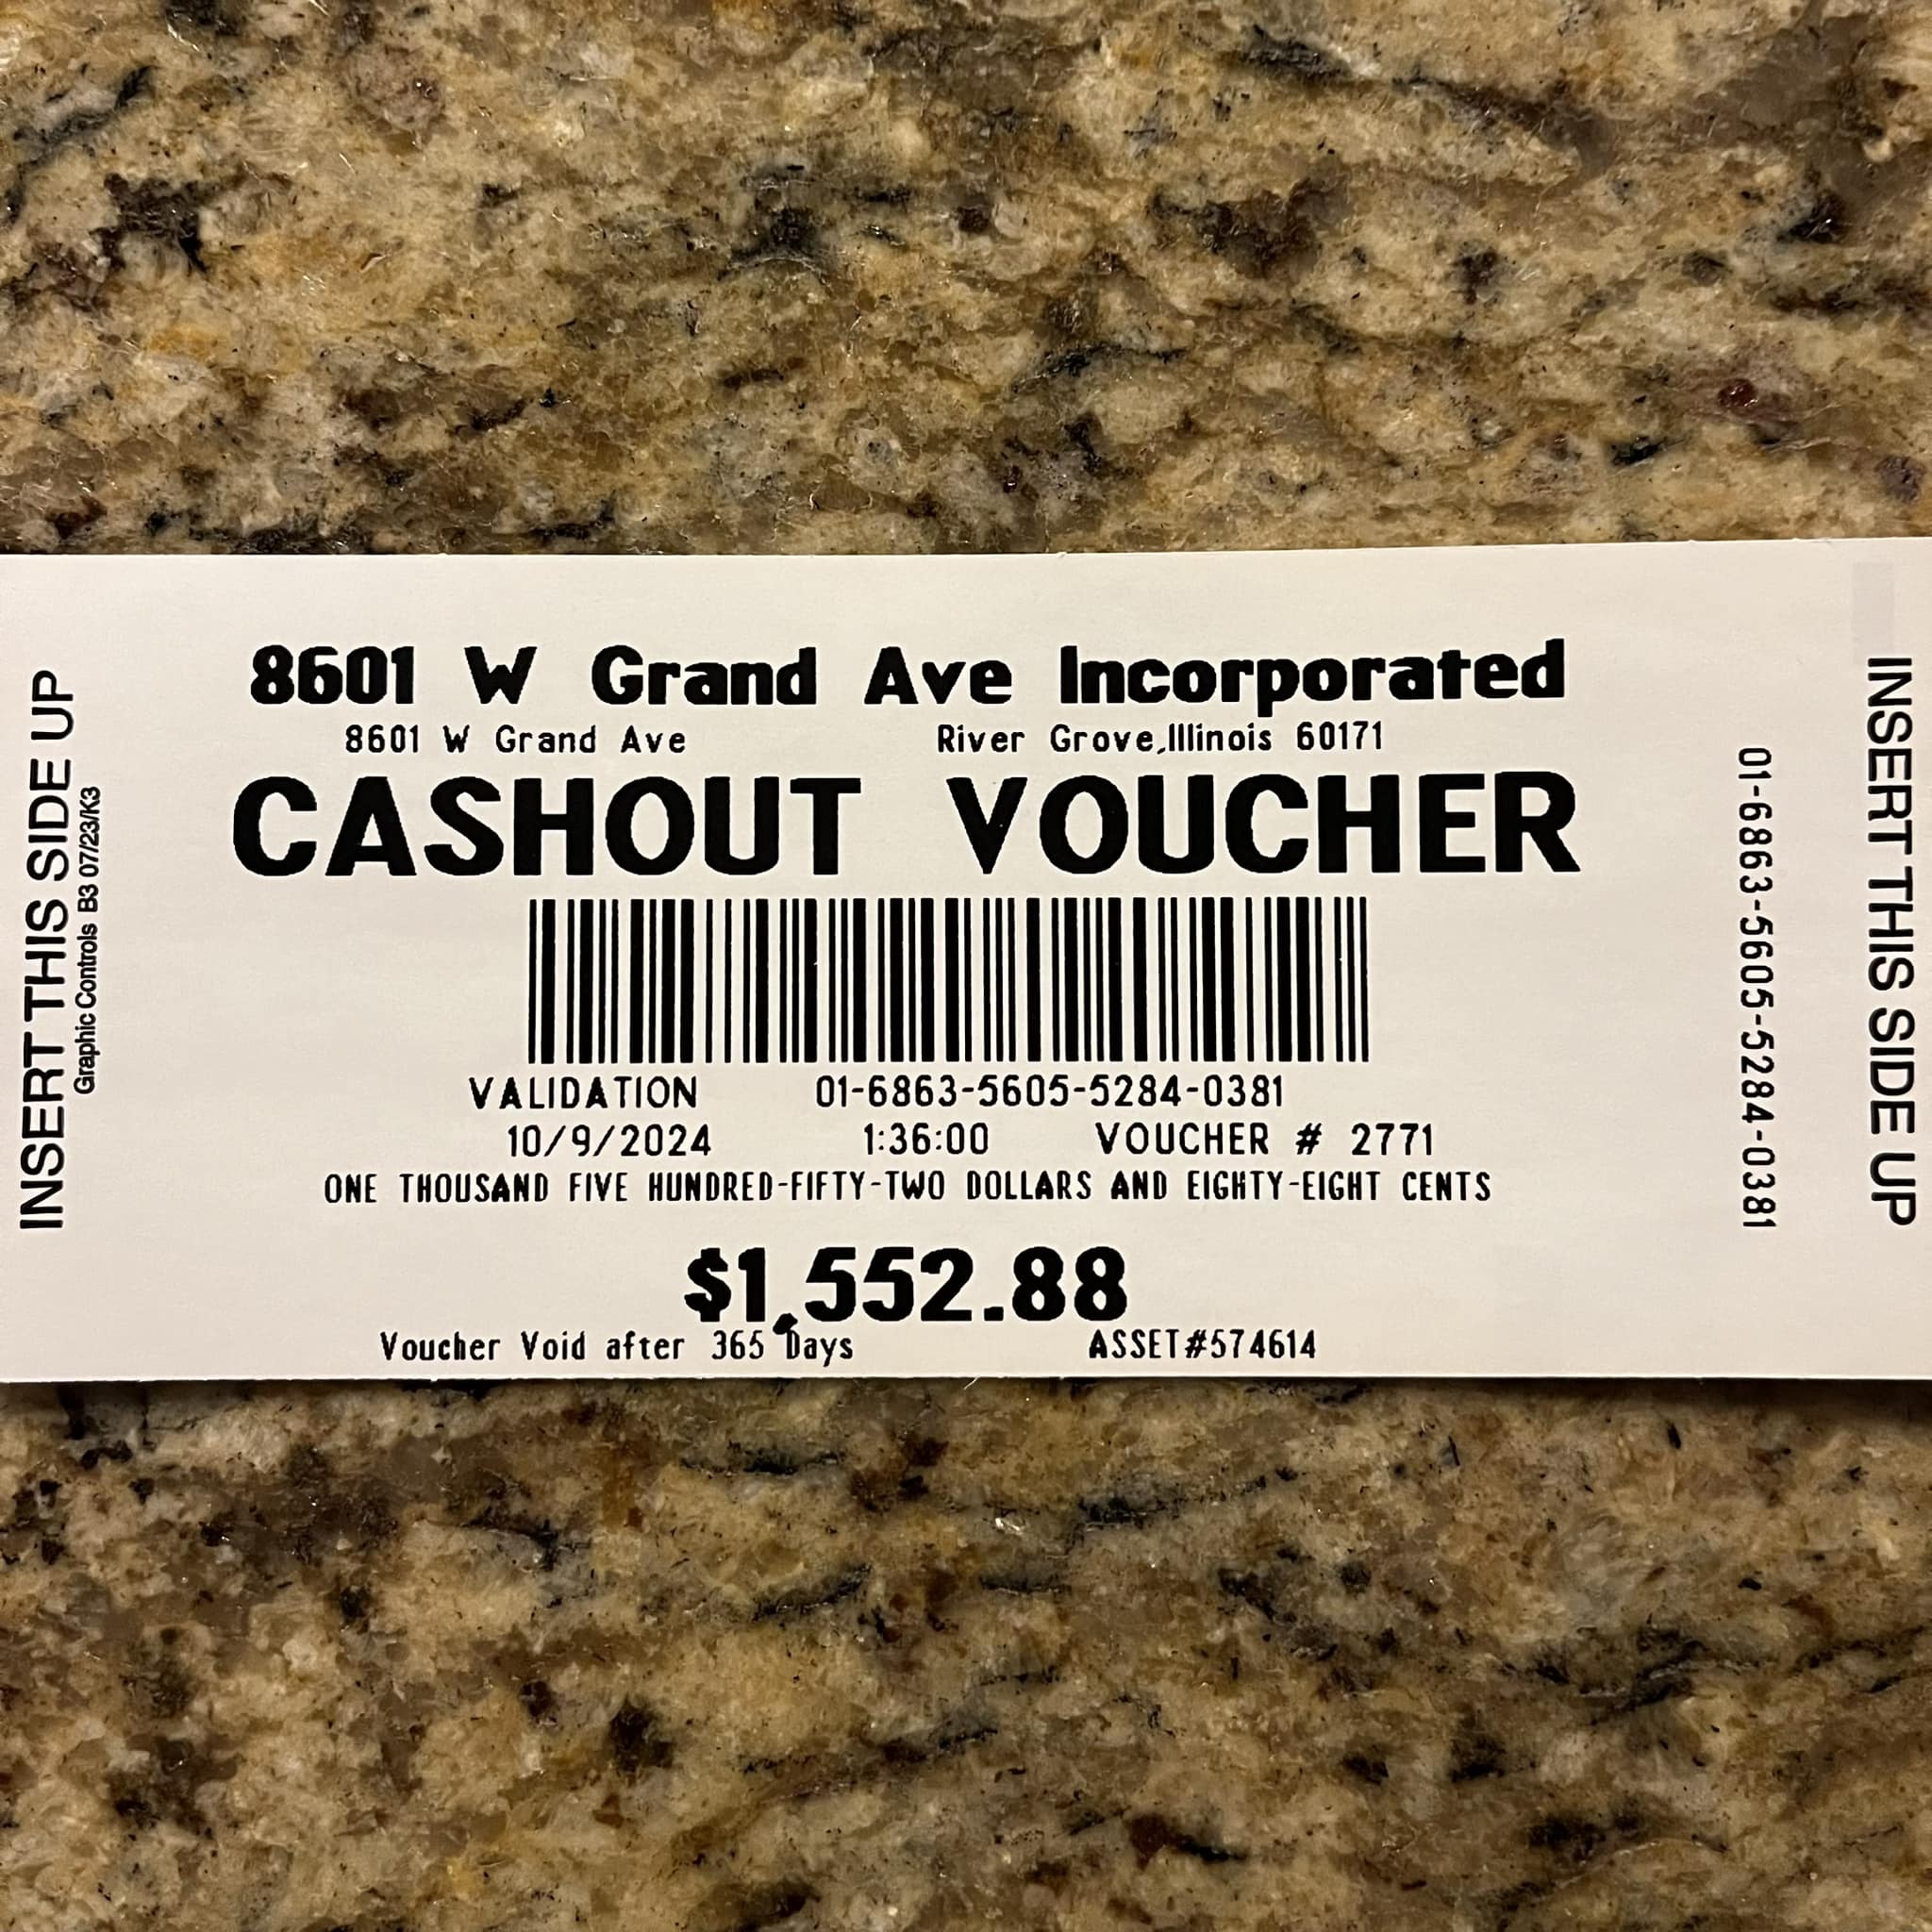 8601 W Grand Ave Incorporated
8601 W Grand Ave River Grove,Illinois 60171
CASHOUT VOUCHER
VALIDATION 01-6863-5605-5284-0381
10/9/2024 1:36:00 VOUCHER # 2771
ONE THOUSAND FIVE HUNDRED-FIFTY-TWO DOLLARS AND EIGHTY-EIGHT CENTS
$1,552.88
Voucher Void after 365 Days ASSET#574614
INSERT THIS SIDE UP
Graphic Controls B3 07/23/K3
01-6863-5605-5284-0381
INSERT THIS SIDE UP